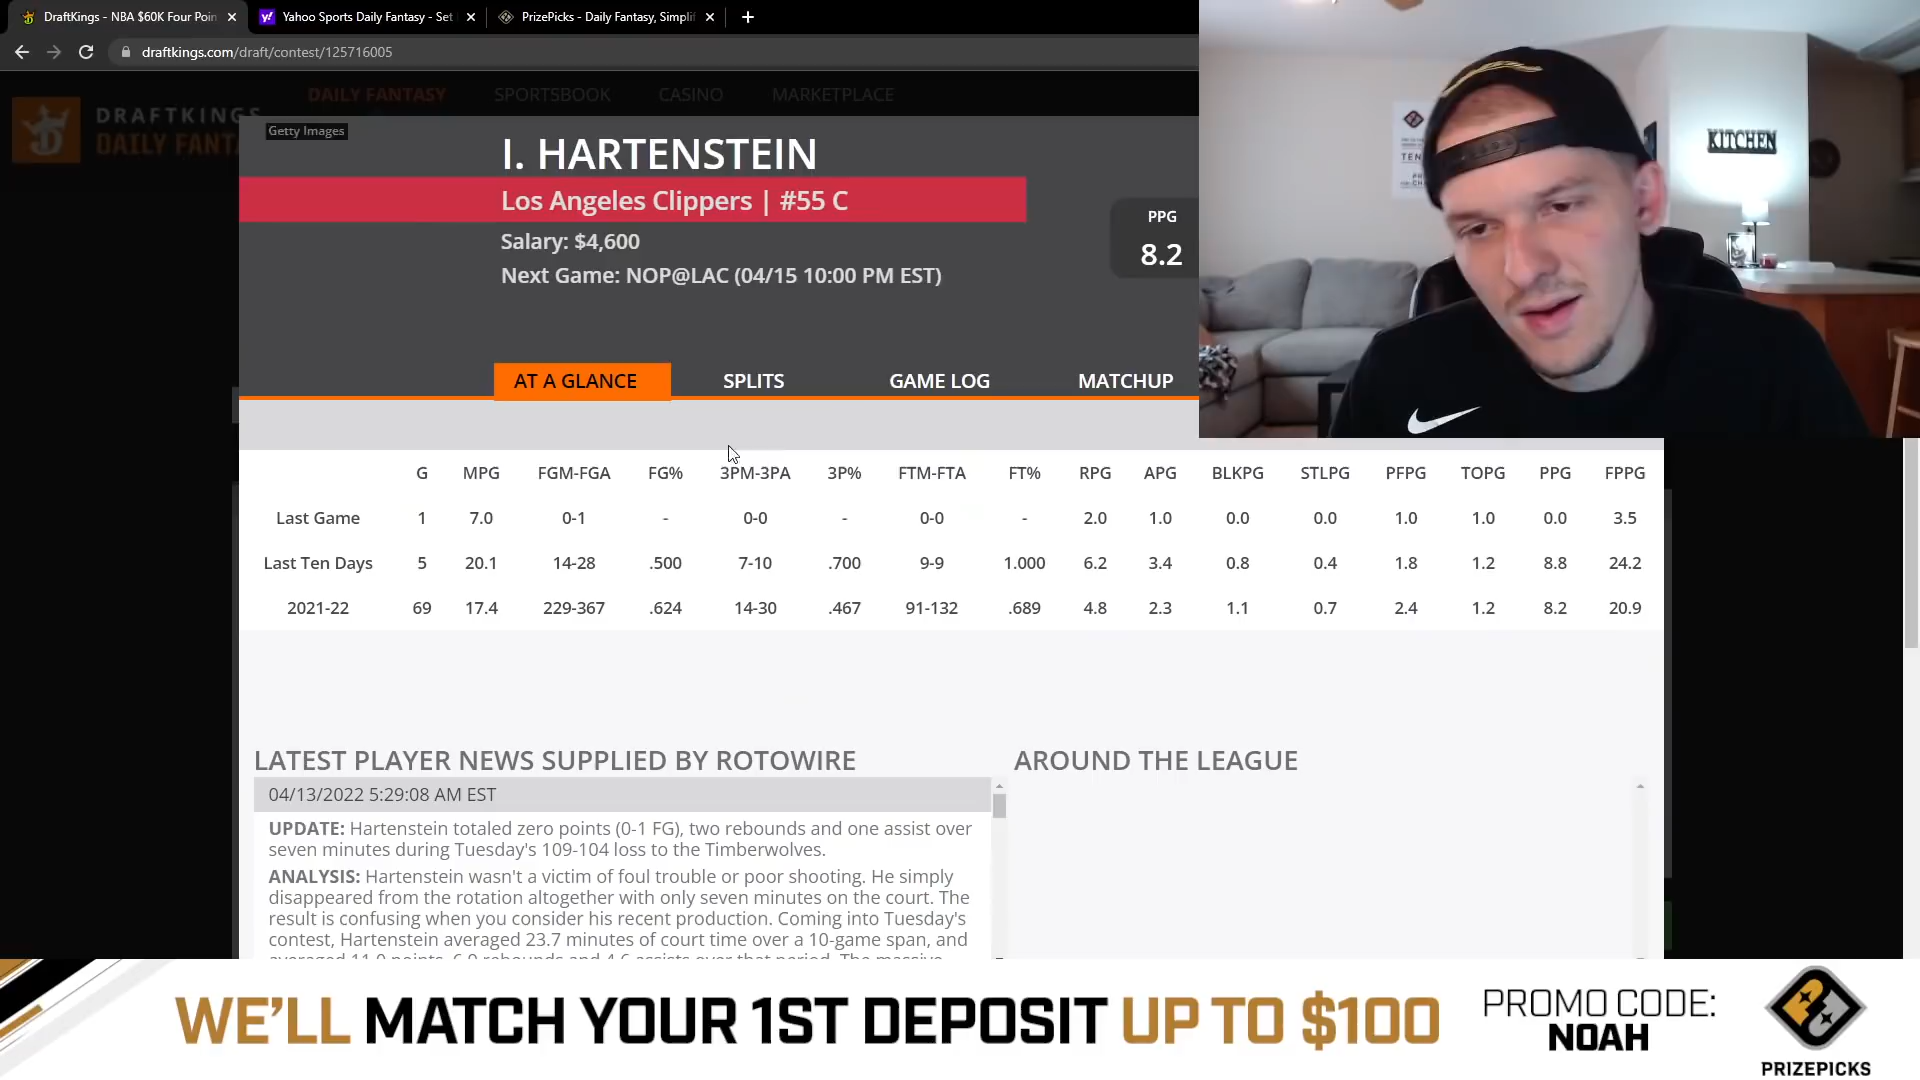 DraftKings - NBA $60K Four Poin
Yahoo Sports Daily Fantasy - Set
PrizePicks - Daily Fantasy, Simplif
draftkings.com/draft/contest/125716005
DRAFTKINGS
DAILY FANTASY SPORTSBOOK CASINO MARKETPLACE
DAILY FANTA
Getty Images
I. HARTENSTEIN
Los Angeles Clippers | #55 C
Salary: $4,600
Next Game: NOP@LAC (04/15 10:00 PM EST)
PPG
8.2
KITCHEN
AT A GLANCE SPLITS GAME LOG MATCHUP
G MPG FGM-FGA FG% 3PM-3PA 3P% FTM-FTA FT% RPG APG BLKPG STLPG PFPG TOPG PPG FPPG
Last Game 1 7.0 0-1 - 0-0 - 0-0 - 2.0 1.0 0.0 0.0 1.0 1.0 0.0 3.5
Last Ten Days 5 20.1 14-28 .500 7-10 .700 9-9 1.000 6.2 3.4 0.8 0.4 1.8 1.2 8.8 24.2
2021-22 69 17.4 229-367 .624 14-30 .467 91-132 .689 4.8 2.3 1.1 0.7 2.4 1.2 8.2 20.9
LATEST PLAYER NEWS SUPPLIED BY ROTOWIRE
AROUND THE LEAGUE
04/13/2022 5:29:08 AM EST
UPDATE: Hartenstein totaled zero points (0-1 FG), two rebounds and one assist over
seven minutes during Tuesday's 109-104 loss to the Timberwolves.
ANALYSIS: Hartenstein wasn't a victim of foul trouble or poor shooting. He simply
disappeared from the rotation altogether with only seven minutes on the court. The
result is confusing when you consider his recent production. Coming into Tuesday's
contest, Hartenstein averaged 23.7 minutes of court time over a 10-game span, and
WE'LL MATCH YOUR 1ST DEPOSIT UP TO $100
PROMO CODE:
NOAH
PRIZEPICKS